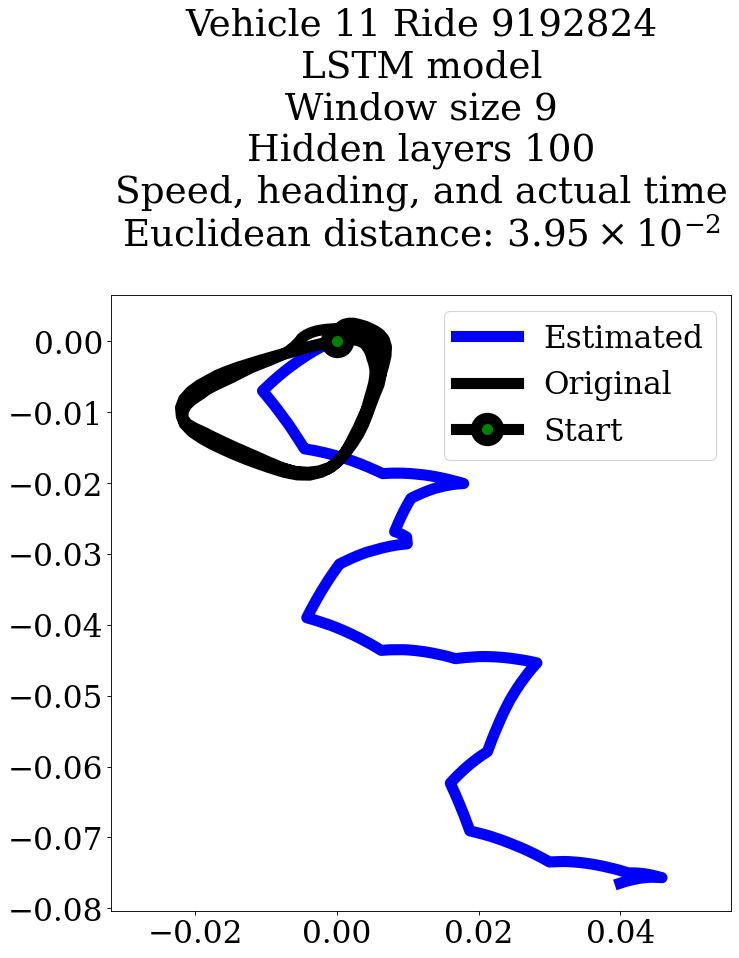 Vehicle 11 Ride 9192824
LSTM model
Window size 9
Hidden layers 100
Speed, heading, and actual time
Euclidean distance: 3.95 × 10⁻²
Estimated
Original
Start
0.00
−0.01
−0.02
−0.03
−0.04
−0.05
−0.06
−0.07
−0.08
−0.02 0.00 0.02 0.04